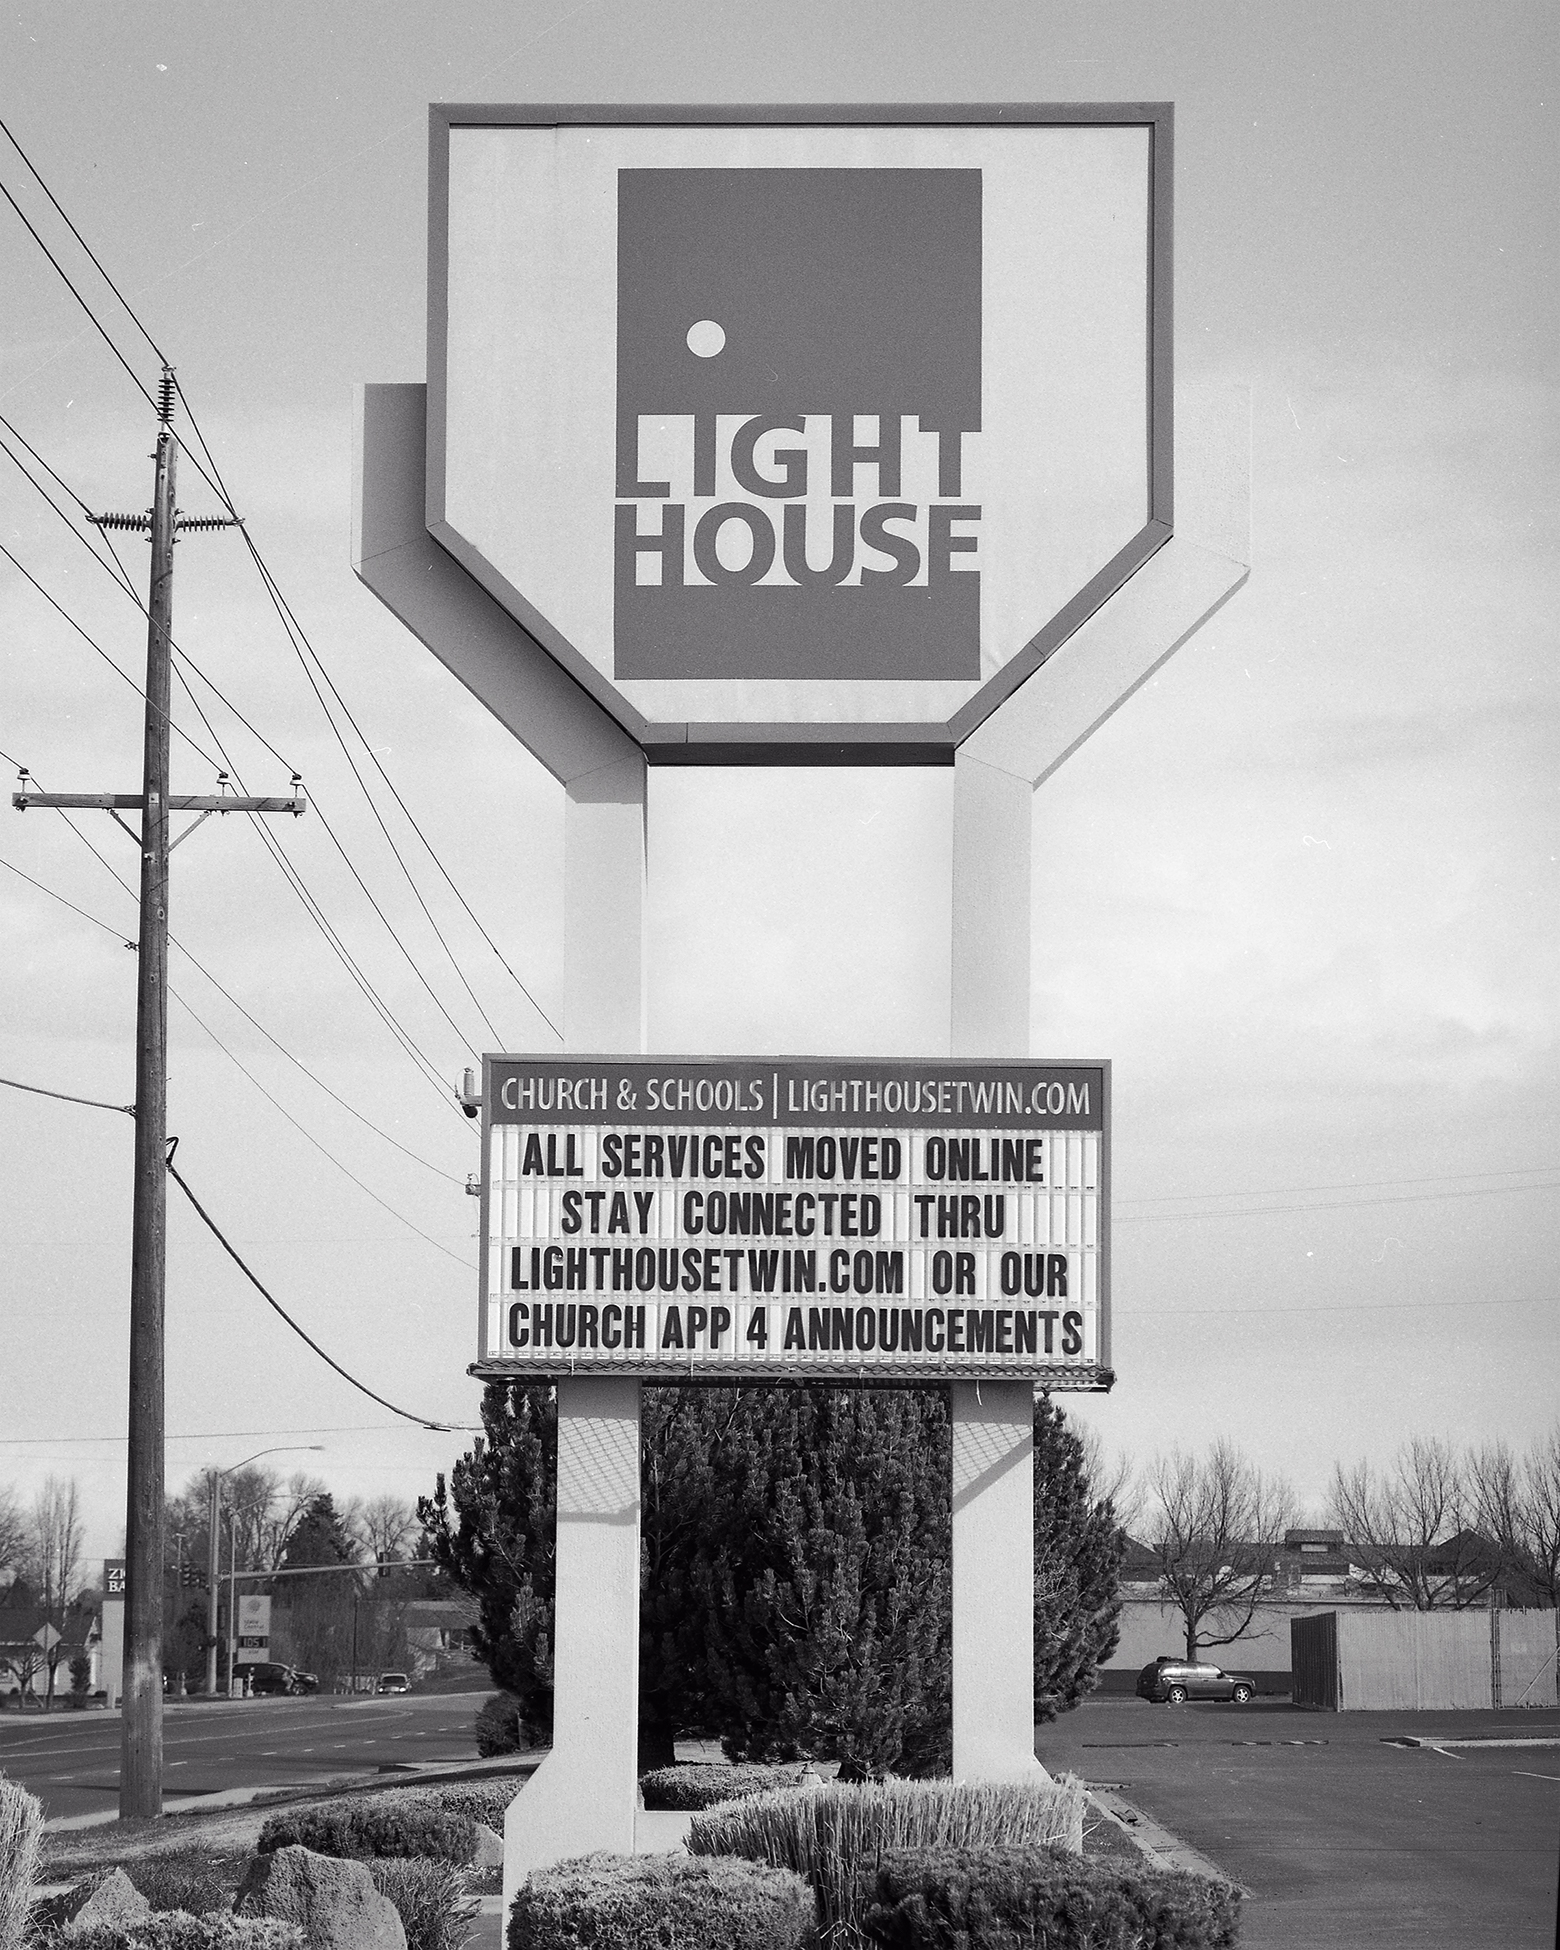 LIGHT
HOUSE
CHURCH & SCHOOLS | LIGHTHOUSETWIN.COM
ALL SERVICES MOVED ONLINE
STAY CONNECTED THRU
LIGHTHOUSETWIN.COM OR OUR
CHURCH APP 4 ANNOUNCEMENTS